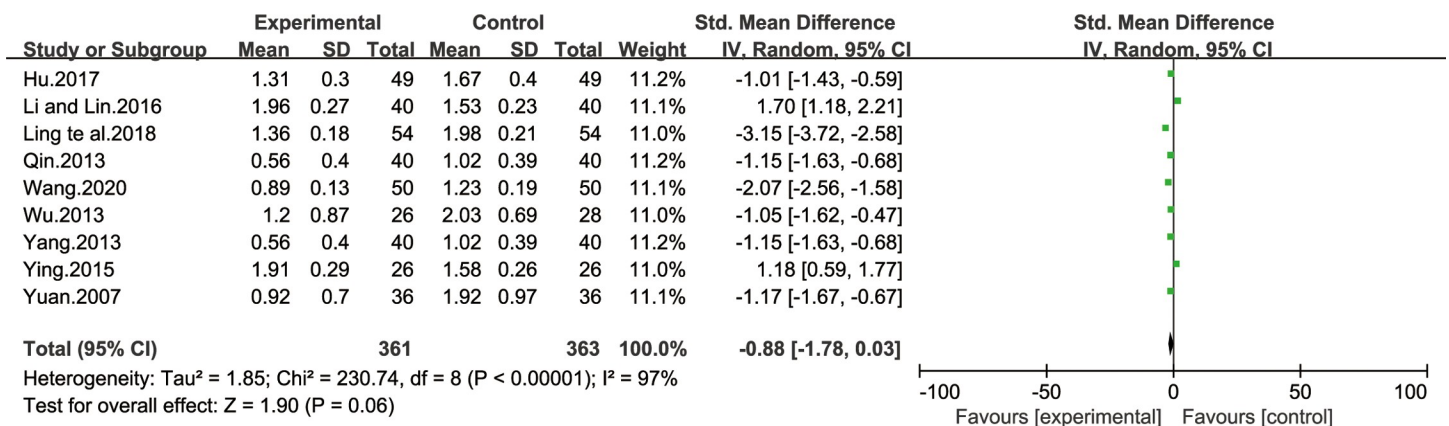 Experimental Control Std. Mean Difference Std. Mean Difference
Study or Subgroup Mean SD Total Mean SD Total Weight IV, Random, 95% CI IV, Random, 95% CI
Hu.2017 1.31 0.3 49 1.67 0.4 49 11.2% -1.01 [-1.43, -0.59]
Li and Lin.2016 1.96 0.27 40 1.53 0.23 40 11.1% 1.70 [1.18, 2.21]
Ling te al.2018 1.36 0.18 54 1.98 0.21 54 11.0% -3.15 [-3.72, -2.58]
Qin.2013 0.56 0.4 40 1.02 0.39 40 11.2% -1.15 [-1.63, -0.68]
Wang.2020 0.89 0.13 50 1.23 0.19 50 11.1% -2.07 [-2.56, -1.58]
Wu.2013 1.2 0.87 26 2.03 0.69 28 11.0% -1.05 [-1.62, -0.47]
Yang.2013 0.56 0.4 40 1.02 0.39 40 11.2% -1.15 [-1.63, -0.68]
Ying.2015 1.91 0.29 26 1.58 0.26 26 11.0% 1.18 [0.59, 1.77]
Yuan.2007 0.92 0.7 36 1.92 0.97 36 11.1% -1.17 [-1.67, -0.67]
Total (95% CI) 361 363 100.0% -0.88 [-1.78, 0.03]
Heterogeneity: Tau² = 1.85; Chi² = 230.74, df = 8 (P < 0.00001); I² = 97%
Test for overall effect: Z = 1.90 (P = 0.06)
-100 -50 0 50 100
Favours [experimental] Favours [control]